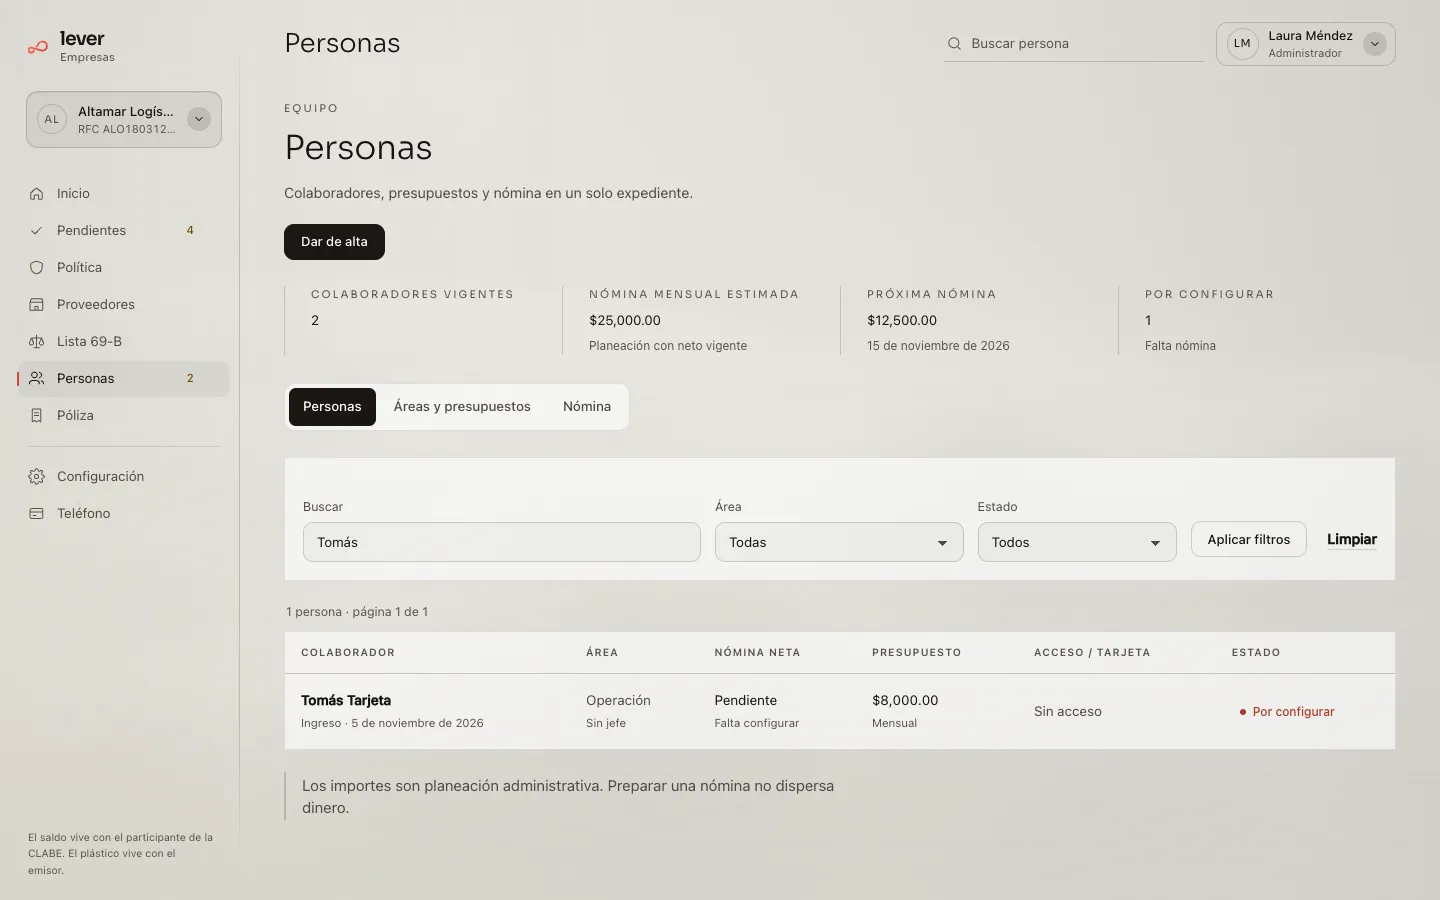 lever
Empresas
Personas
Buscar persona
LM
Laura Méndez
Administrador
AL
Altamar Logís...
RFC ALO180312...
Inicio
Pendientes 4
Política
Proveedores
Lista 69-B
Personas 2
Póliza
Configuración
Teléfono
El saldo vive con el participante de la
CLABE. El plástico vive con el
emisor.
EQUIPO
Personas
Colaboradores, presupuestos y nómina en un solo expediente.
Dar de alta
COLABORADORES VIGENTES
2
NÓMINA MENSUAL ESTIMADA
$25,000.00
Planeación con neto vigente
PRÓXIMA NÓMINA
$12,500.00
15 de noviembre de 2026
POR CONFIGURAR
1
Falta nómina
Personas Áreas y presupuestos Nómina
Buscar
Tomás
Área
Todas
Estado
Todos
Aplicar filtros
Limpiar
1 persona · página 1 de 1
COLABORADOR ÁREA NÓMINA NETA PRESUPUESTO ACCESO / TARJETA ESTADO
Tomás Tarjeta Operación Pendiente $8,000.00 Sin acceso Por configurar
Ingreso · 5 de noviembre de 2026 Sin jefe Falta configurar Mensual
Los importes son planeación administrativa. Preparar una nómina no dispersa
dinero.